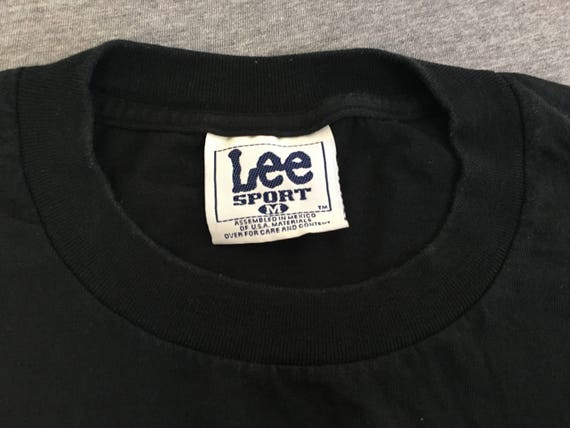 Lee
SPORT
M
TM
ASSEMBLED IN MEXICO
OF U.S.A. MATERIALS
OVER FOR CARE AND CONTENT